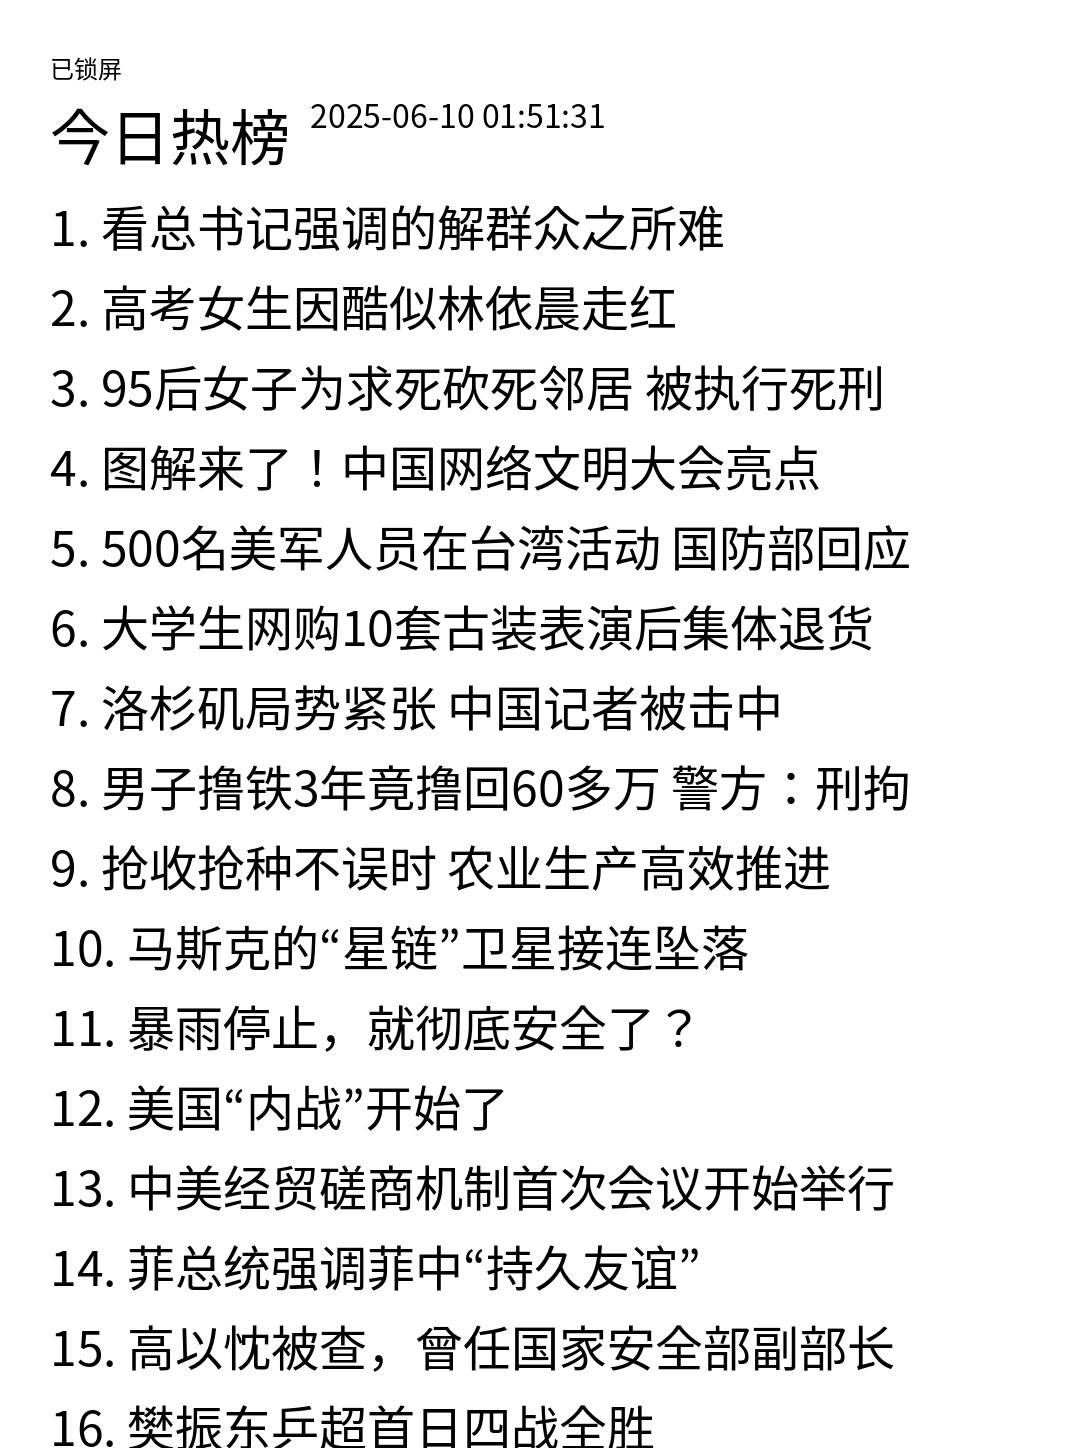 已锁屏
今日热榜 2025-06-10 01:51:31
1. 看总书记强调的解群众之所难
2. 高考女生因酷似林依晨走红
3. 95后女子为求死砍死邻居 被执行死刑
4. 图解来了！中国网络文明大会亮点
5. 500名美军人员在台湾活动 国防部回应
6. 大学生网购10套古装表演后集体退货
7. 洛杉矶局势紧张 中国记者被击中
8. 男子撸铁3年竟撸回60多万 警方：刑拘
9. 抢收抢种不误时 农业生产高效推进
10. 马斯克的“星链”卫星接连坠落
11. 暴雨停止，就彻底安全了？
12. 美国“内战”开始了
13. 中美经贸磋商机制首次会议开始举行
14. 菲总统强调菲中“持久友谊”
15. 高以忱被查，曾任国家安全部副部长
16. 樊振东乒超首日四战全胜